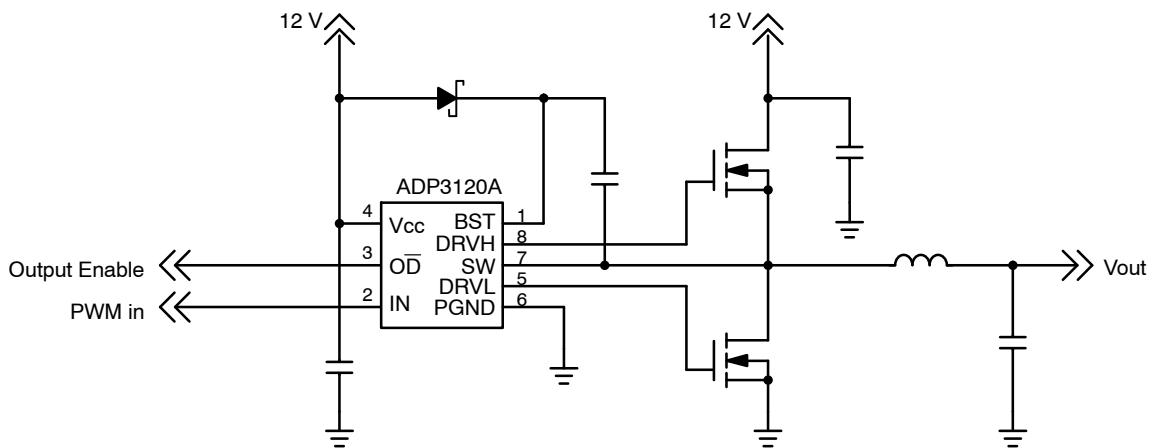 12 V
12 V
ADP3120A
4
Vcc
BST
1
DRVH
8
Output Enable
3
OD̅
SW
7
Vout
DRVL
5
PWM in
2
IN
PGND
6